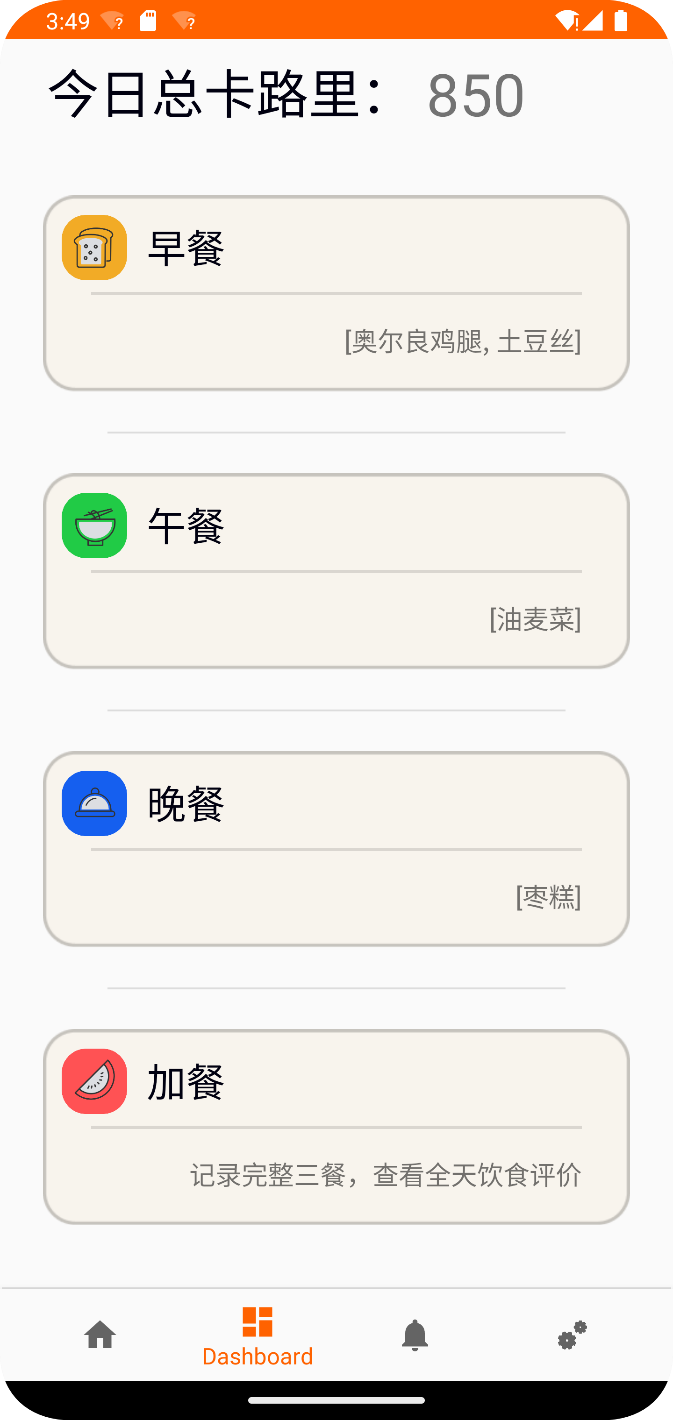 3:49
今日总卡路里： 850
早餐
[奥尔良鸡腿, 土豆丝]
午餐
[油麦菜]
晚餐
[枣糕]
加餐
记录完整三餐，查看全天饮食评价
Dashboard